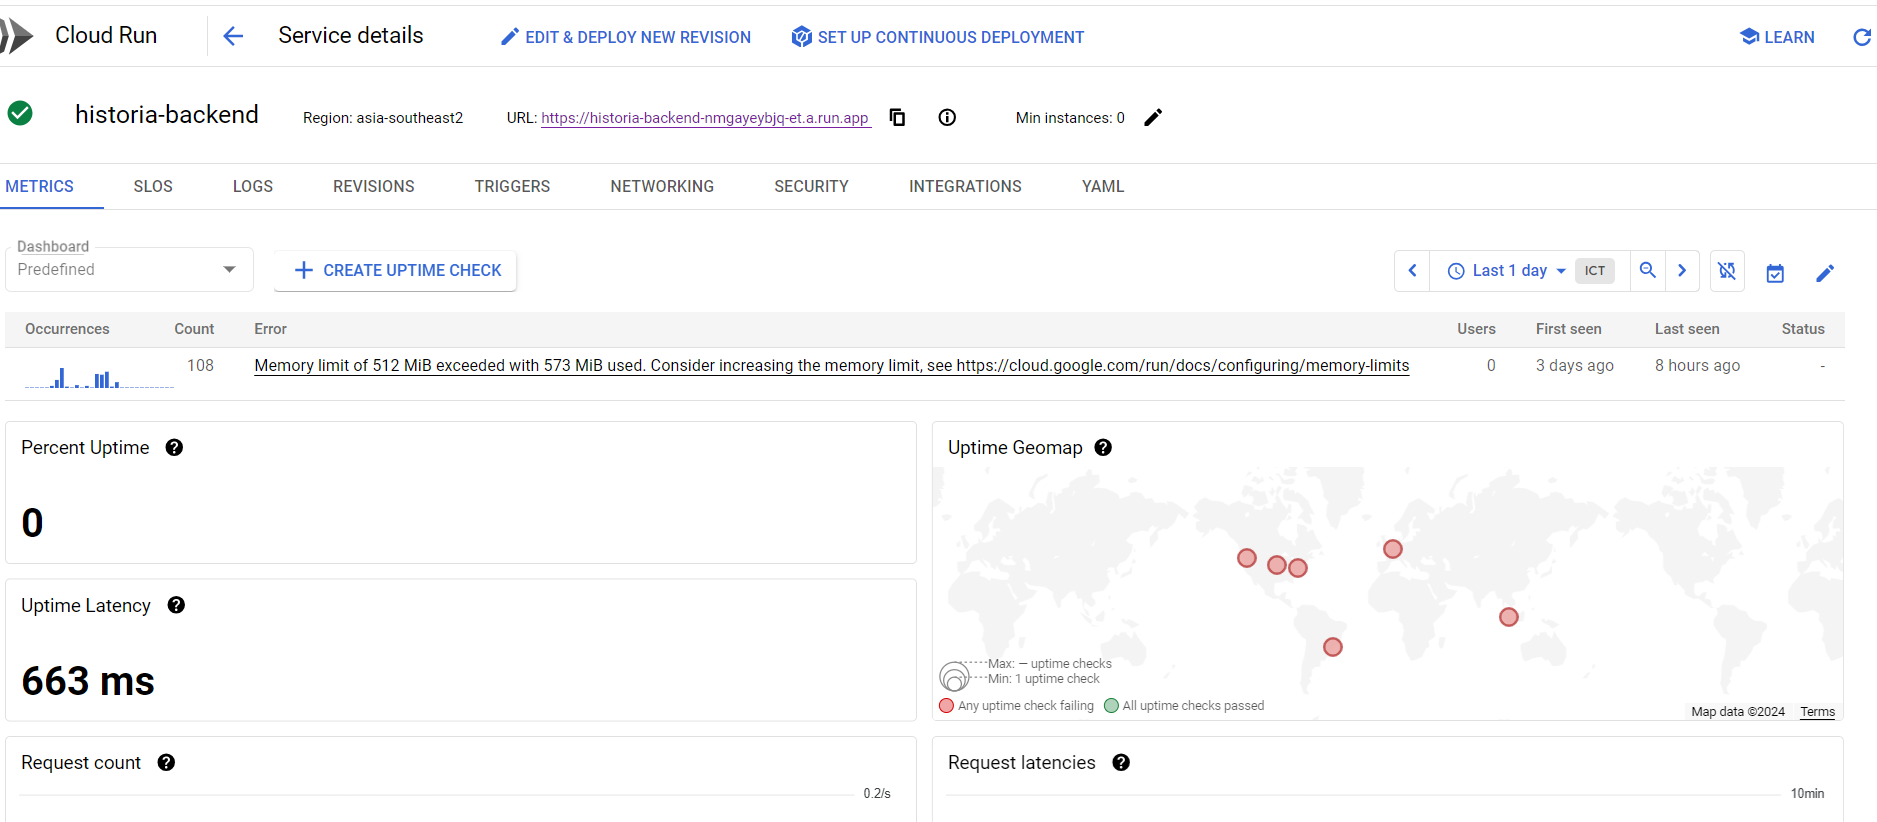 Cloud Run
Service details
EDIT & DEPLOY NEW REVISION
SET UP CONTINUOUS DEPLOYMENT
LEARN
historia-backend
Region: asia-southeast2
URL: https://historia-backend-nmgayeybjq-et.a.run.app
Min instances: 0
METRICS
SLOS
LOGS
REVISIONS
TRIGGERS
NETWORKING
SECURITY
INTEGRATIONS
YAML
Dashboard
Predefined
CREATE UPTIME CHECK
Last 1 day
ICT
Occurrences Count Error Users First seen Last seen Status
108 Memory limit of 512 MiB exceeded with 573 MiB used. Consider increasing the memory limit, see https://cloud.google.com/run/docs/configuring/memory-limits 0 3 days ago 8 hours ago -
Percent Uptime
0
Uptime Geomap
Max: — uptime checks
Min: 1 uptime check
Any uptime check failing
All uptime checks passed
Map data ©2024
Terms
Uptime Latency
663 ms
Request count
0.2/s
Request latencies
10min